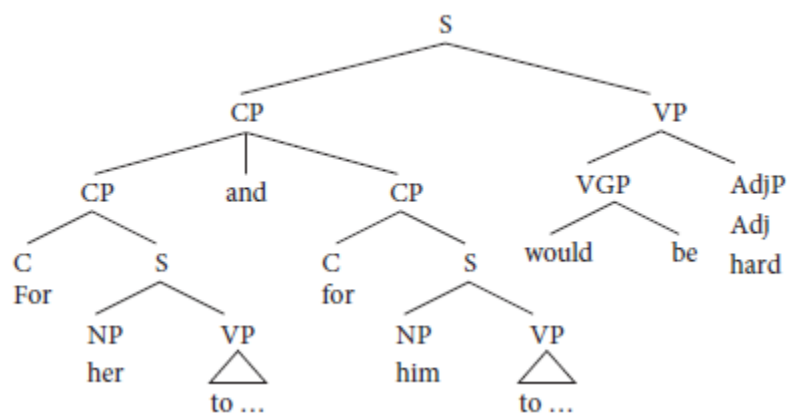 S
CP VP
CP and CP VGP AdjP
Adj
C S C S would be hard
For for
NP VP NP VP
her him
to … to …